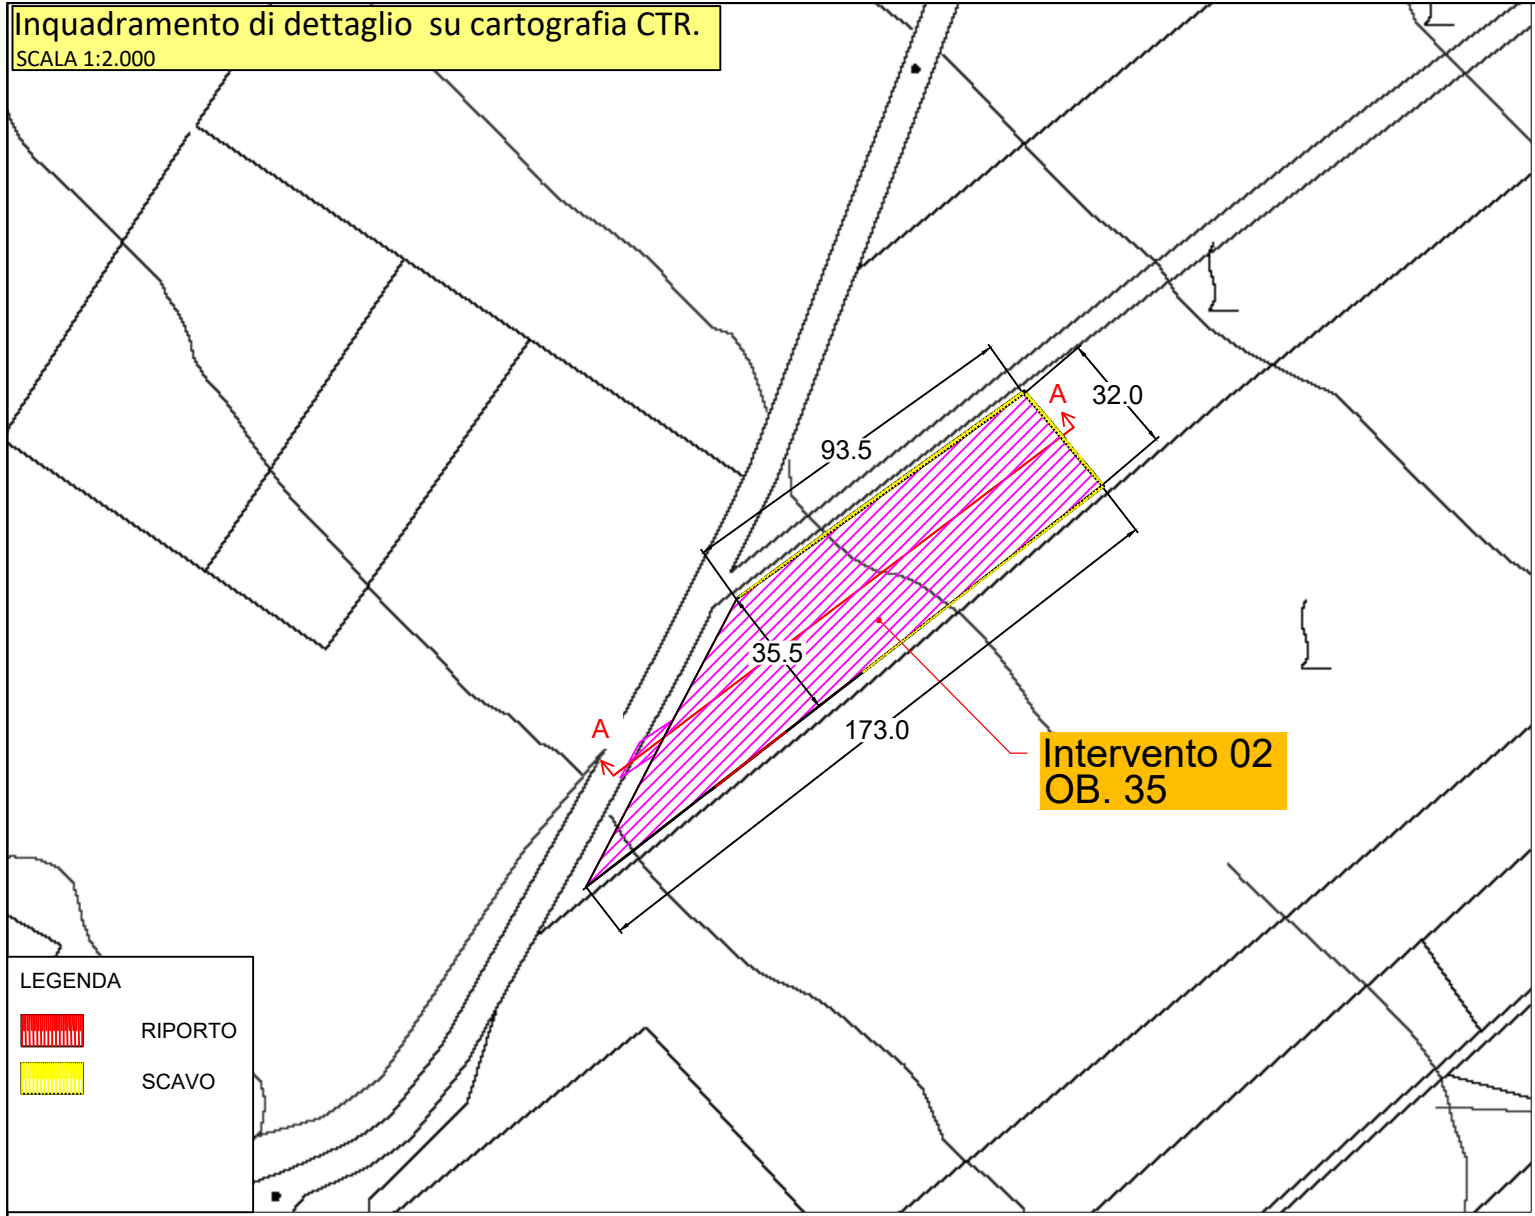 Inquadramento di dettaglio su cartografia CTR.
SCALA 1:2.000
A
32.0
93.5
35.5
A
173.0
Intervento 02
OB. 35
LEGENDA
RIPORTO
SCAVO